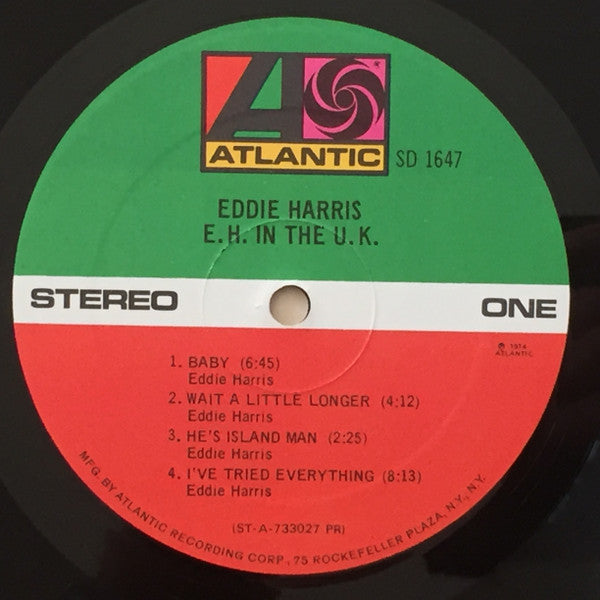 ATLANTIC
SD 1647
EDDIE HARRIS
E.H. IN THE U.K.
STEREO
ONE
℗ 1974
ATLANTIC
1. BABY (6:45)
Eddie Harris
2. WAIT A LITTLE LONGER (4:12)
Eddie Harris
3. HE'S ISLAND MAN (2:25)
Eddie Harris
4. I'VE TRIED EVERYTHING (8:13)
Eddie Harris
(ST-A-733027 PR)
MFG. BY ATLANTIC RECORDING CORP., 75 ROCKEFELLER PLAZA, N.Y., N.Y.